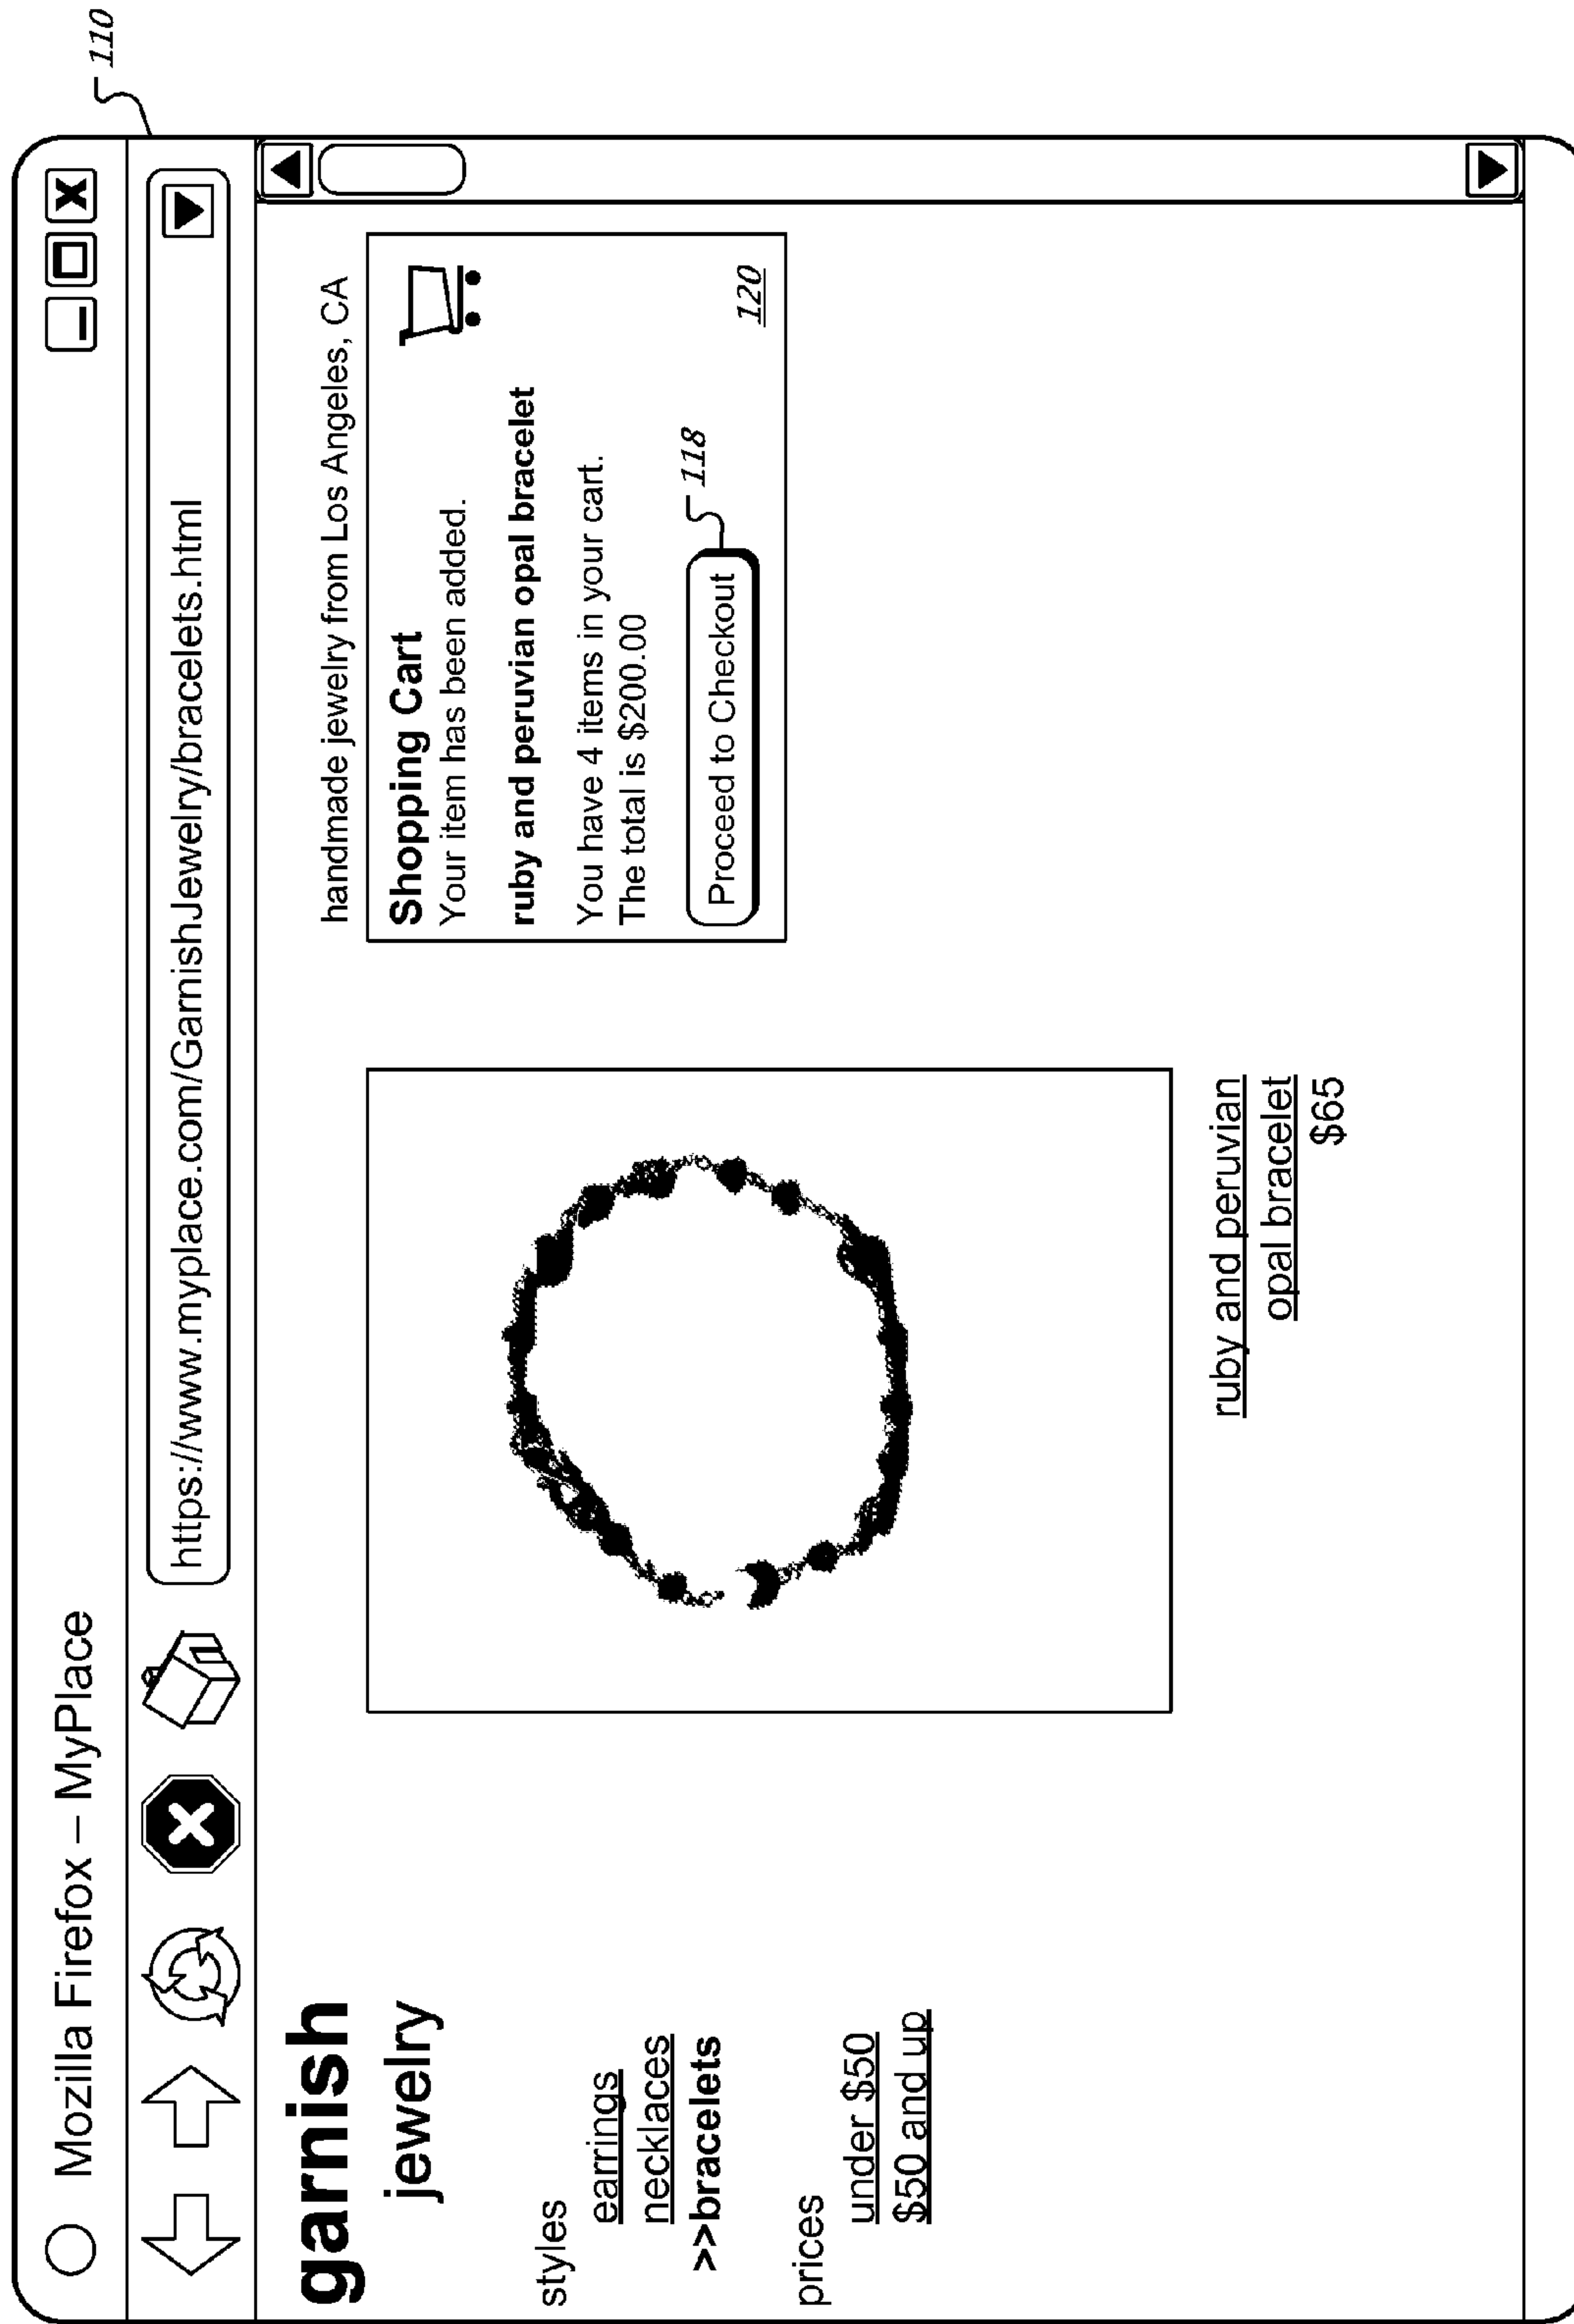 110
Mozilla Firefox – MyPlace
https://www.myplace.com/GarnishJewelry/bracelets.html
garnish
jewelry
handmade jewelry from Los Angeles, CA
styles
earrings
necklaces
>>bracelets
prices
under $50
$50 and up
Shopping Cart
Your item has been added.
ruby and peruvian opal bracelet
You have 4 items in your cart.
The total is $200.00
Proceed to Checkout
118
120
ruby and peruvian
opal bracelet
$65